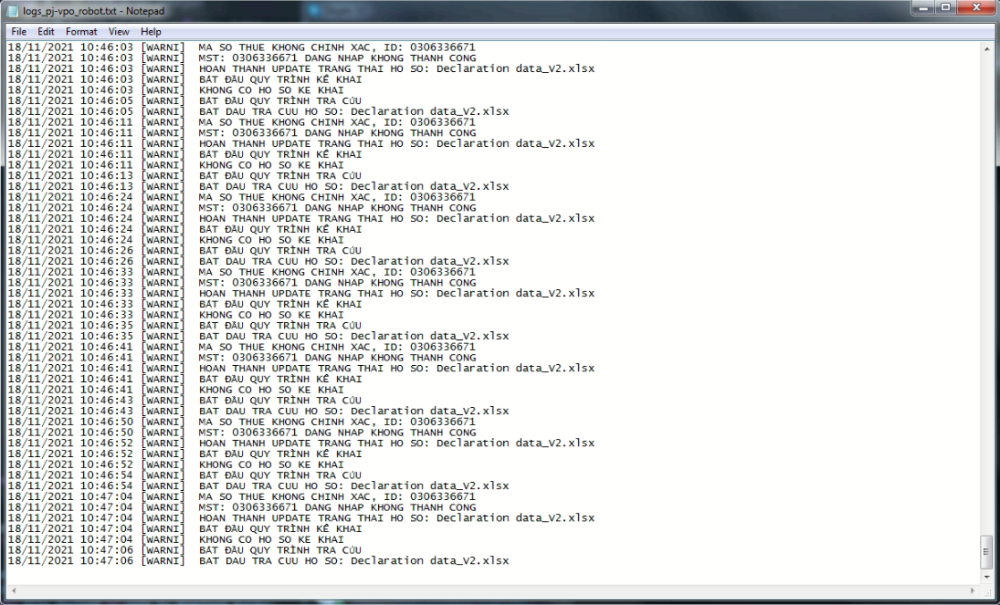 logs_pj-vpo_robot.txt - Notepad
File Edit Format View Help
18/11/2021 10:46:03 [WARNI] MA SO THUE KHONG CHINH XAC, ID: 0306336671
18/11/2021 10:46:03 [WARNI] MST: 0306336671 DANG NHAP KHONG THANH CONG
18/11/2021 10:46:03 [WARNI] HOAN THANH UPDATE TRANG THAI HO SO: Declaration data_V2.xlsx
18/11/2021 10:46:03 [WARNI] BẮT ĐẦU QUY TRÌNH KÊ KHAI
18/11/2021 10:46:03 [WARNI] KHONG CO HO SO KE KHAI
18/11/2021 10:46:05 [WARNI] BẮT ĐẦU QUY TRÌNH TRA CỨU
18/11/2021 10:46:05 [WARNI] BAT DAU TRA CUU HO SO: Declaration data_V2.xlsx
18/11/2021 10:46:11 [WARNI] MA SO THUE KHONG CHINH XAC, ID: 0306336671
18/11/2021 10:46:11 [WARNI] MST: 0306336671 DANG NHAP KHONG THANH CONG
18/11/2021 10:46:11 [WARNI] HOAN THANH UPDATE TRANG THAI HO SO: Declaration data_V2.xlsx
18/11/2021 10:46:11 [WARNI] BẮT ĐẦU QUY TRÌNH KÊ KHAI
18/11/2021 10:46:11 [WARNI] KHONG CO HO SO KE KHAI
18/11/2021 10:46:13 [WARNI] BẮT ĐẦU QUY TRÌNH TRA CỨU
18/11/2021 10:46:13 [WARNI] BAT DAU TRA CUU HO SO: Declaration data_V2.xlsx
18/11/2021 10:46:24 [WARNI] MA SO THUE KHONG CHINH XAC, ID: 0306336671
18/11/2021 10:46:24 [WARNI] MST: 0306336671 DANG NHAP KHONG THANH CONG
18/11/2021 10:46:24 [WARNI] HOAN THANH UPDATE TRANG THAI HO SO: Declaration data_V2.xlsx
18/11/2021 10:46:24 [WARNI] BẮT ĐẦU QUY TRÌNH KÊ KHAI
18/11/2021 10:46:24 [WARNI] KHONG CO HO SO KE KHAI
18/11/2021 10:46:26 [WARNI] BẮT ĐẦU QUY TRÌNH TRA CỨU
18/11/2021 10:46:26 [WARNI] BAT DAU TRA CUU HO SO: Declaration data_V2.xlsx
18/11/2021 10:46:33 [WARNI] MA SO THUE KHONG CHINH XAC, ID: 0306336671
18/11/2021 10:46:33 [WARNI] MST: 0306336671 DANG NHAP KHONG THANH CONG
18/11/2021 10:46:33 [WARNI] HOAN THANH UPDATE TRANG THAI HO SO: Declaration data_V2.xlsx
18/11/2021 10:46:33 [WARNI] BẮT ĐẦU QUY TRÌNH KÊ KHAI
18/11/2021 10:46:33 [WARNI] KHONG CO HO SO KE KHAI
18/11/2021 10:46:35 [WARNI] BẮT ĐẦU QUY TRÌNH TRA CỨU
18/11/2021 10:46:35 [WARNI] BAT DAU TRA CUU HO SO: Declaration data_V2.xlsx
18/11/2021 10:46:41 [WARNI] MA SO THUE KHONG CHINH XAC, ID: 0306336671
18/11/2021 10:46:41 [WARNI] MST: 0306336671 DANG NHAP KHONG THANH CONG
18/11/2021 10:46:41 [WARNI] HOAN THANH UPDATE TRANG THAI HO SO: Declaration data_V2.xlsx
18/11/2021 10:46:41 [WARNI] BẮT ĐẦU QUY TRÌNH KÊ KHAI
18/11/2021 10:46:41 [WARNI] KHONG CO HO SO KE KHAI
18/11/2021 10:46:43 [WARNI] BẮT ĐẦU QUY TRÌNH TRA CỨU
18/11/2021 10:46:43 [WARNI] BAT DAU TRA CUU HO SO: Declaration data_V2.xlsx
18/11/2021 10:46:50 [WARNI] MA SO THUE KHONG CHINH XAC, ID: 0306336671
18/11/2021 10:46:50 [WARNI] MST: 0306336671 DANG NHAP KHONG THANH CONG
18/11/2021 10:46:52 [WARNI] HOAN THANH UPDATE TRANG THAI HO SO: Declaration data_V2.xlsx
18/11/2021 10:46:52 [WARNI] BẮT ĐẦU QUY TRÌNH KÊ KHAI
18/11/2021 10:46:52 [WARNI] KHONG CO HO SO KE KHAI
18/11/2021 10:46:54 [WARNI] BẮT ĐẦU QUY TRÌNH TRA CỨU
18/11/2021 10:46:54 [WARNI] BAT DAU TRA CUU HO SO: Declaration data_V2.xlsx
18/11/2021 10:47:04 [WARNI] MA SO THUE KHONG CHINH XAC, ID: 0306336671
18/11/2021 10:47:04 [WARNI] MST: 0306336671 DANG NHAP KHONG THANH CONG
18/11/2021 10:47:04 [WARNI] HOAN THANH UPDATE TRANG THAI HO SO: Declaration data_V2.xlsx
18/11/2021 10:47:04 [WARNI] BẮT ĐẦU QUY TRÌNH KÊ KHAI
18/11/2021 10:47:04 [WARNI] KHONG CO HO SO KE KHAI
18/11/2021 10:47:06 [WARNI] BẮT ĐẦU QUY TRÌNH TRA CỨU
18/11/2021 10:47:06 [WARNI] BAT DAU TRA CUU HO SO: Declaration data_V2.xlsx